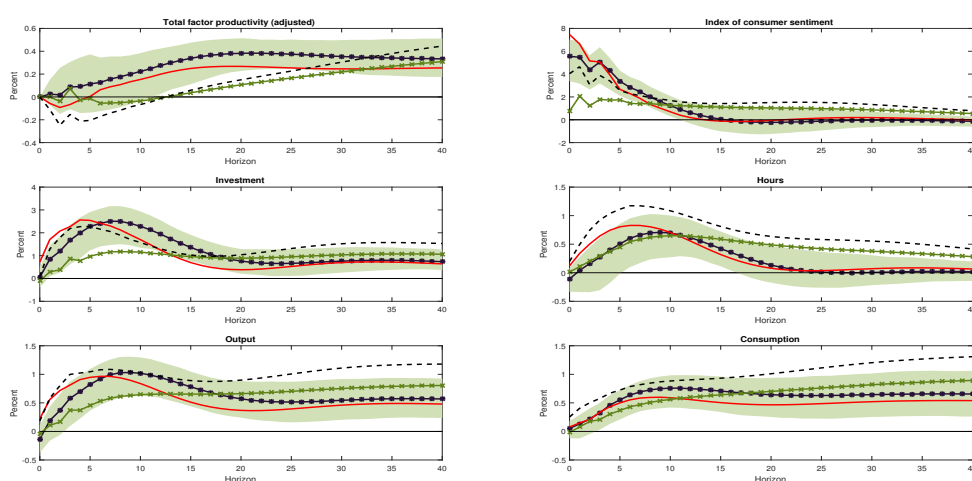 Total factor productivity (adjusted)
Percent
0.6
0.4
0.2
0
-0.2
-0.4
0 5 10 15 20 25 30 35 40
Horizon
Index of consumer sentiment
Percent
8
6
4
2
0
-2
0 5 10 15 20 25 30 35 40
Horizon
Investment
Percent
4
3
2
1
0
-1
0 5 10 15 20 25 30 35 40
Horizon
Hours
Percent
1.5
1
0.5
0
-0.5
0 5 10 15 20 25 30 35 40
Horizon
Output
Percent
1.5
1
0.5
0
-0.5
0 5 10 15 20 25 30 35 40
Horizon
Consumption
Percent
1.5
1
0.5
0
-0.5
0 5 10 15 20 25 30 35 40
Horizon